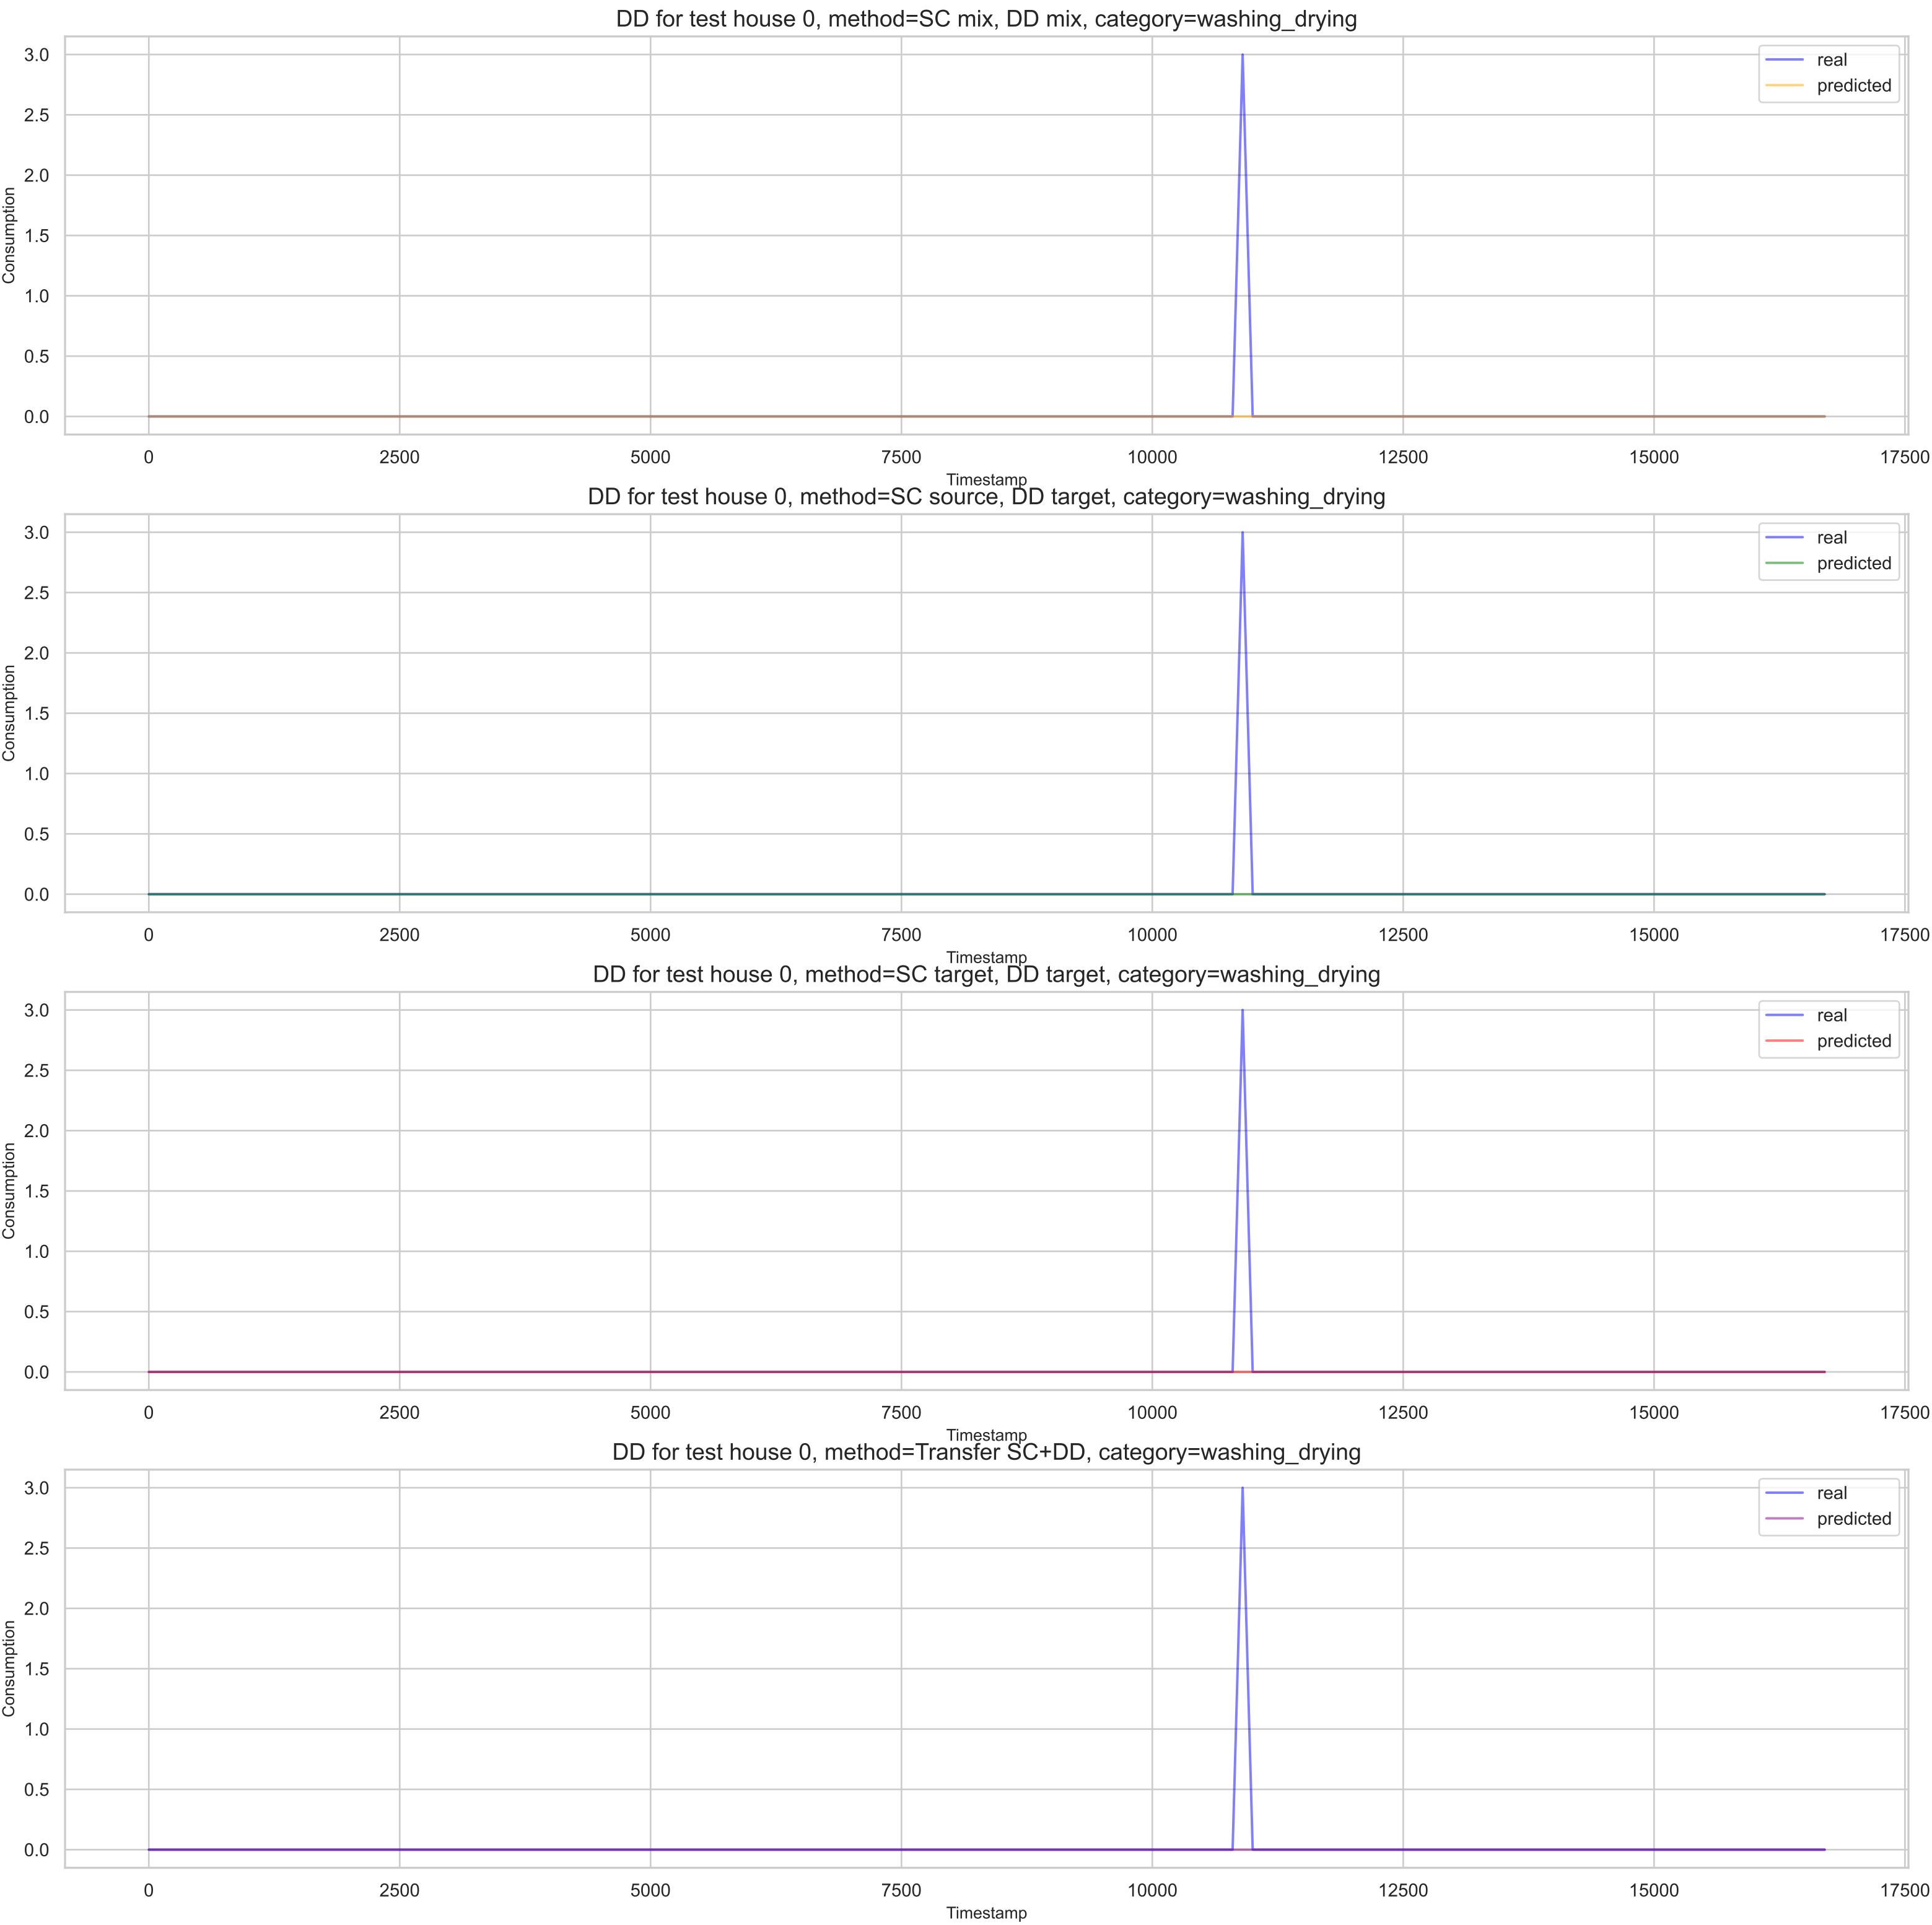 DD for test house 0, method=SC mix, DD mix, category=washing_drying
real
predicted
3.0
2.5
2.0
1.5
1.0
0.5
0.0
Consumption
0 2500 5000 7500 10000 12500 15000 17500
Timestamp
DD for test house 0, method=SC source, DD target, category=washing_drying
real
predicted
3.0
2.5
2.0
1.5
1.0
0.5
0.0
Consumption
0 2500 5000 7500 10000 12500 15000 17500
Timestamp
DD for test house 0, method=SC target, DD target, category=washing_drying
real
predicted
3.0
2.5
2.0
1.5
1.0
0.5
0.0
Consumption
0 2500 5000 7500 10000 12500 15000 17500
Timestamp
DD for test house 0, method=Transfer SC+DD, category=washing_drying
real
predicted
3.0
2.5
2.0
1.5
1.0
0.5
0.0
Consumption
0 2500 5000 7500 10000 12500 15000 17500
Timestamp